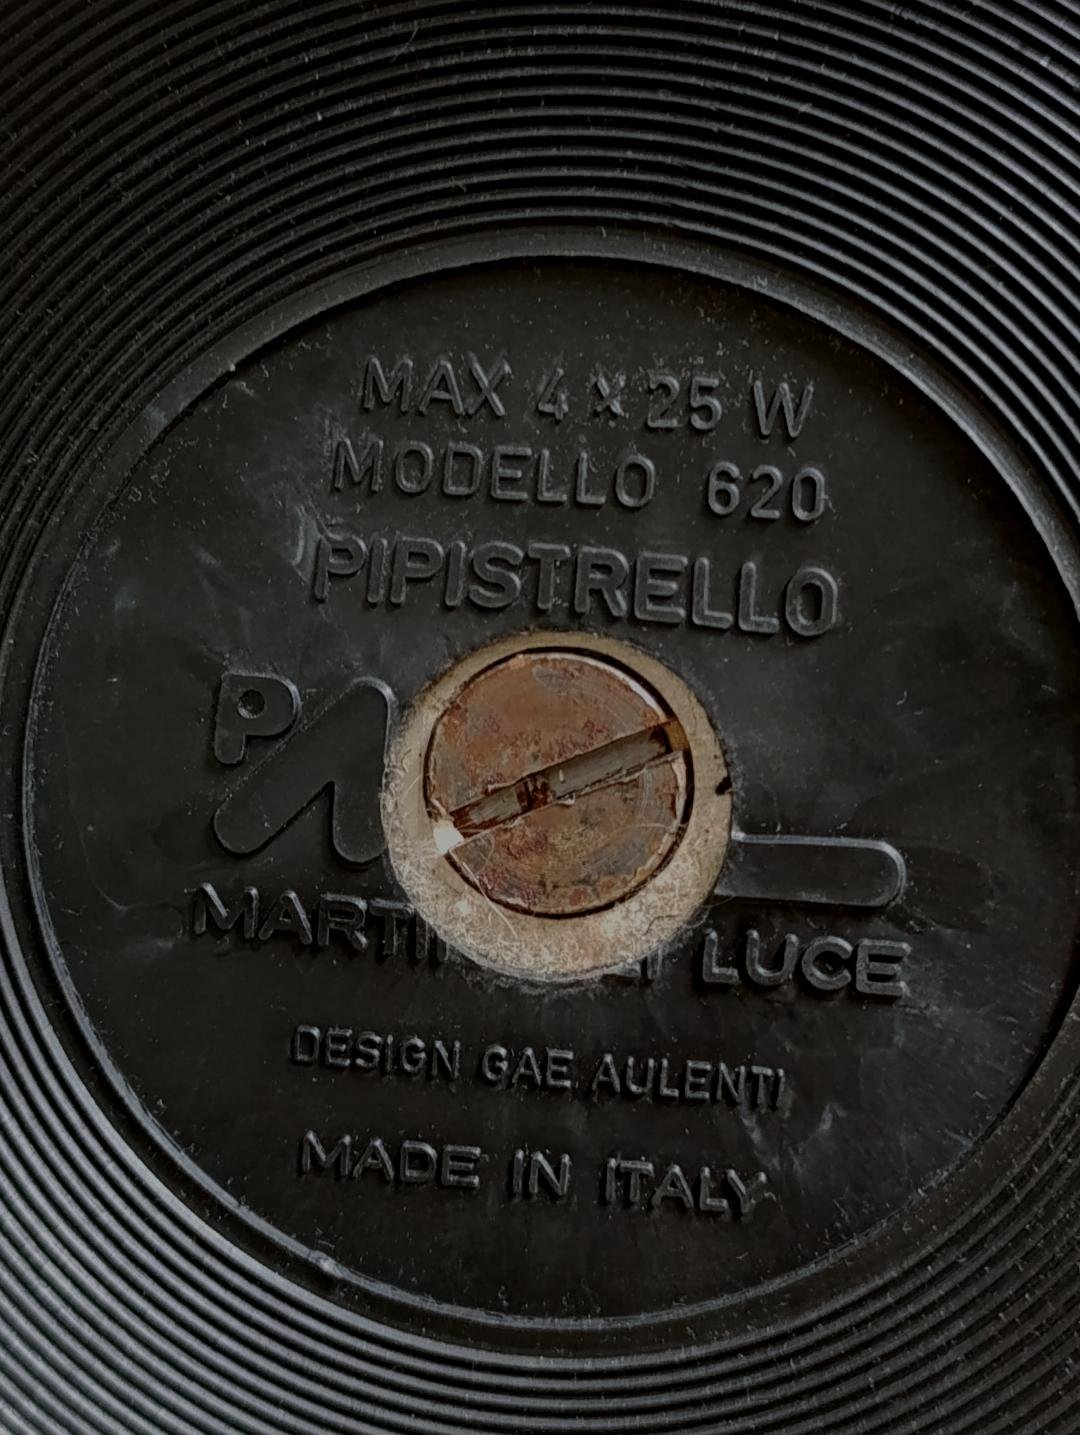 MAX 4 x 25 W
MODELLO 620
PIPISTRELLO
P
LUCE
DESIGN GAE AULENTI
MADE IN ITALY